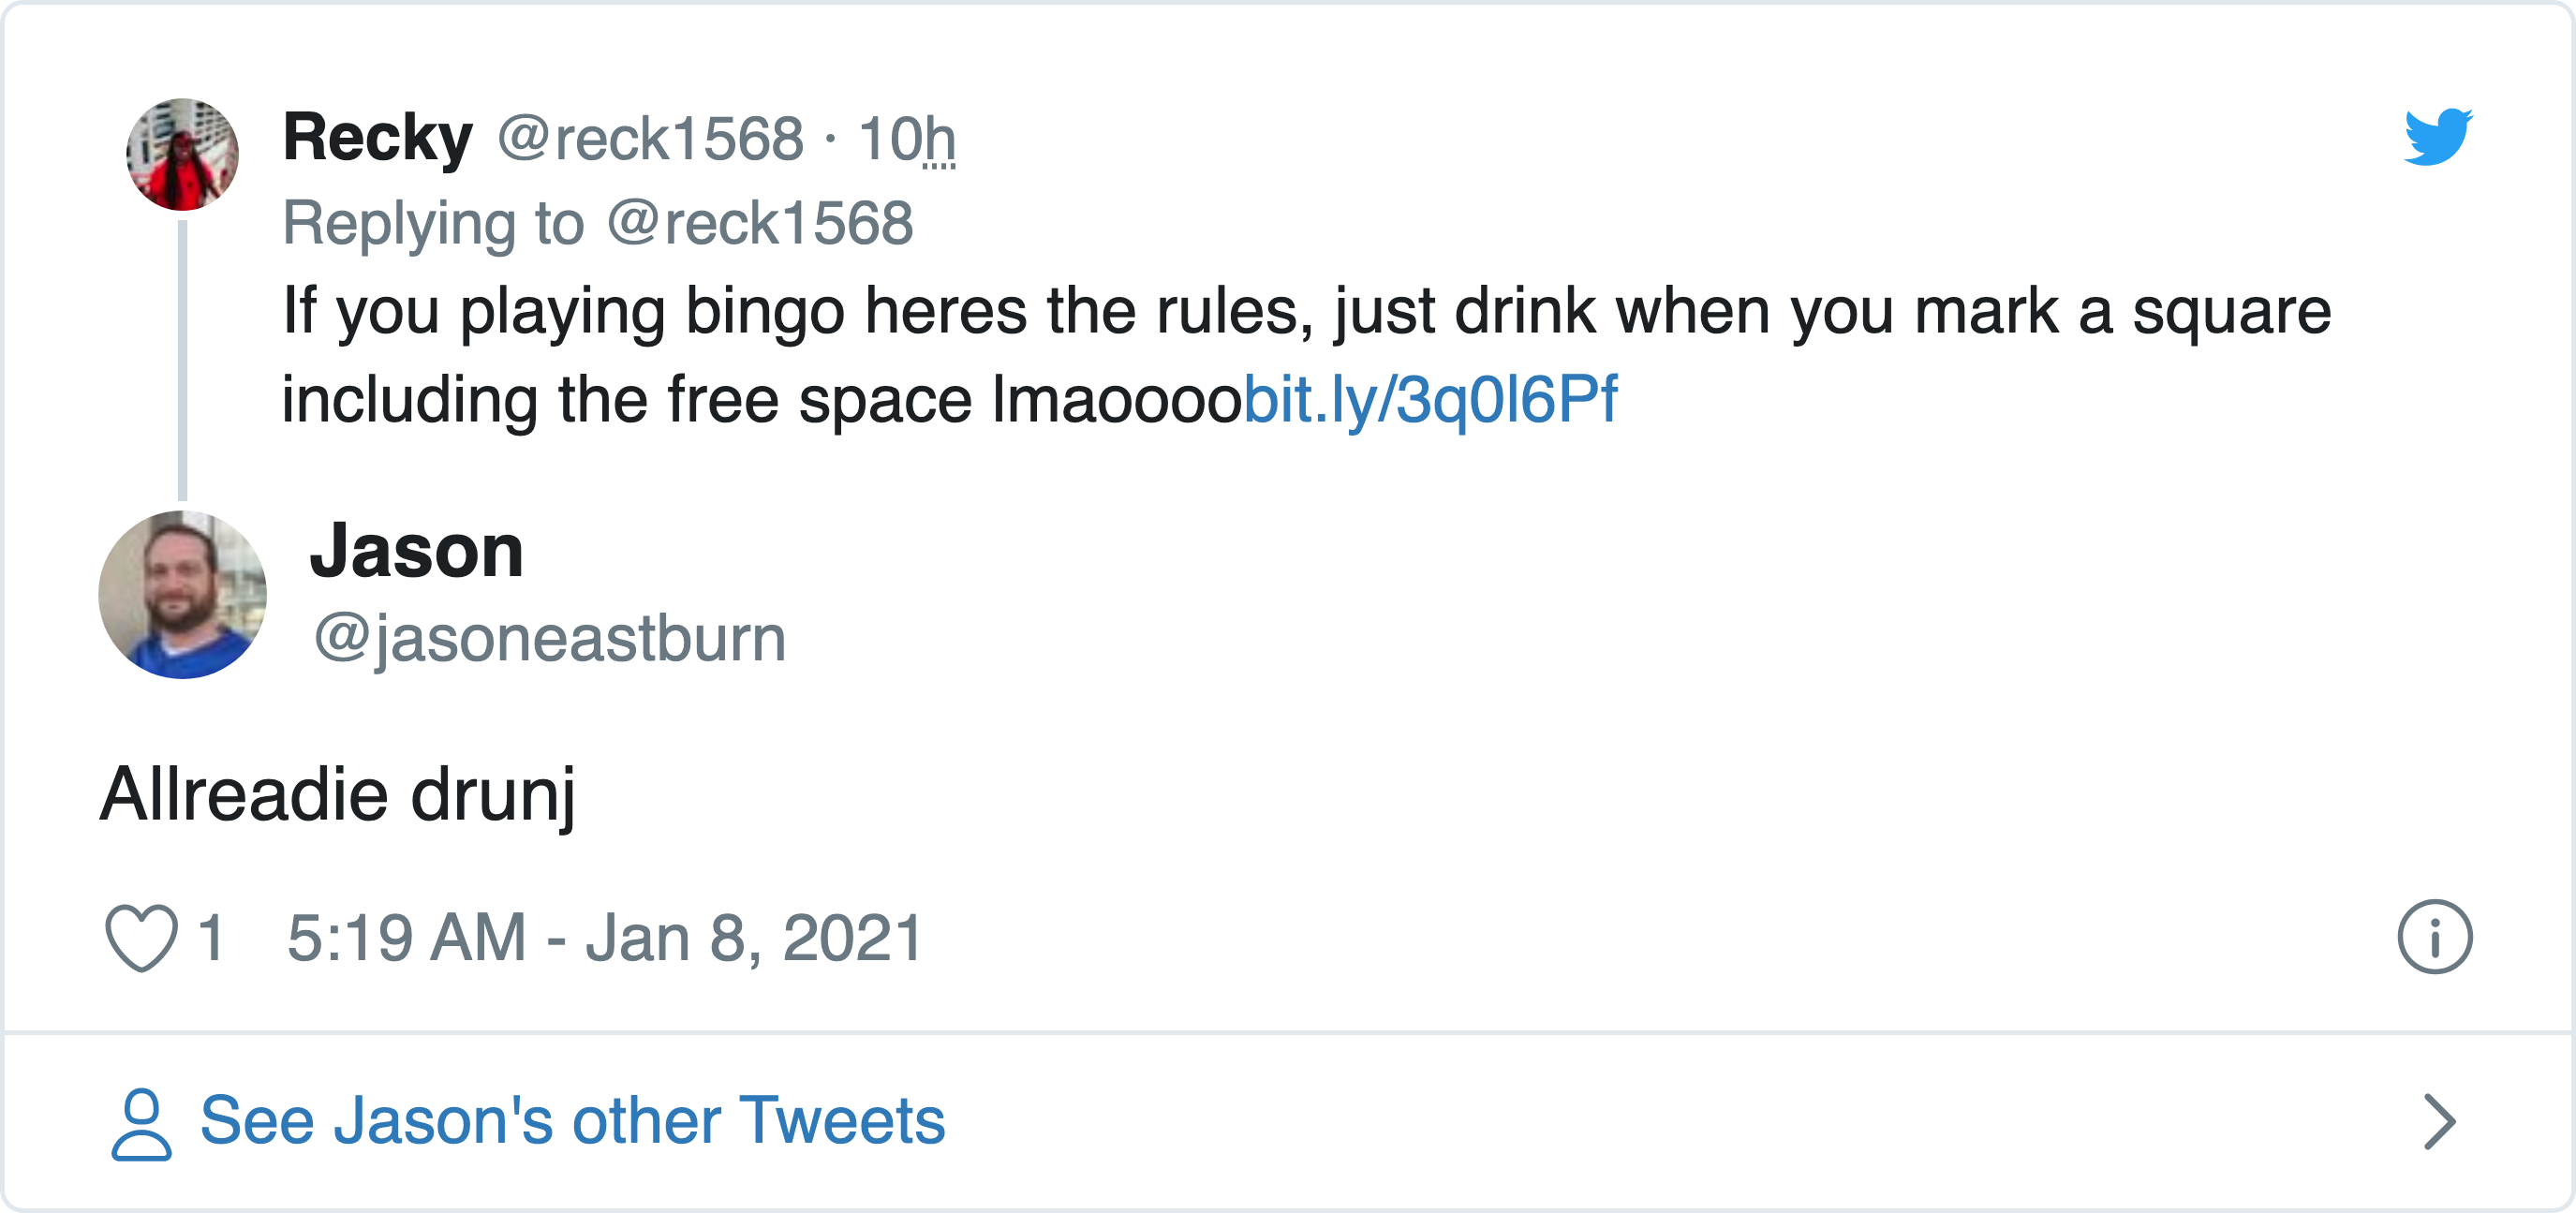 Recky @reck1568 · 10h
Replying to @reck1568
If you playing bingo heres the rules, just drink when you mark a square
including the free space lmaoooobit.ly/3q0l6Pf
Jason
@jasoneastburn
Allreadie drunj
1 5:19 AM - Jan 8, 2021
See Jason's other Tweets